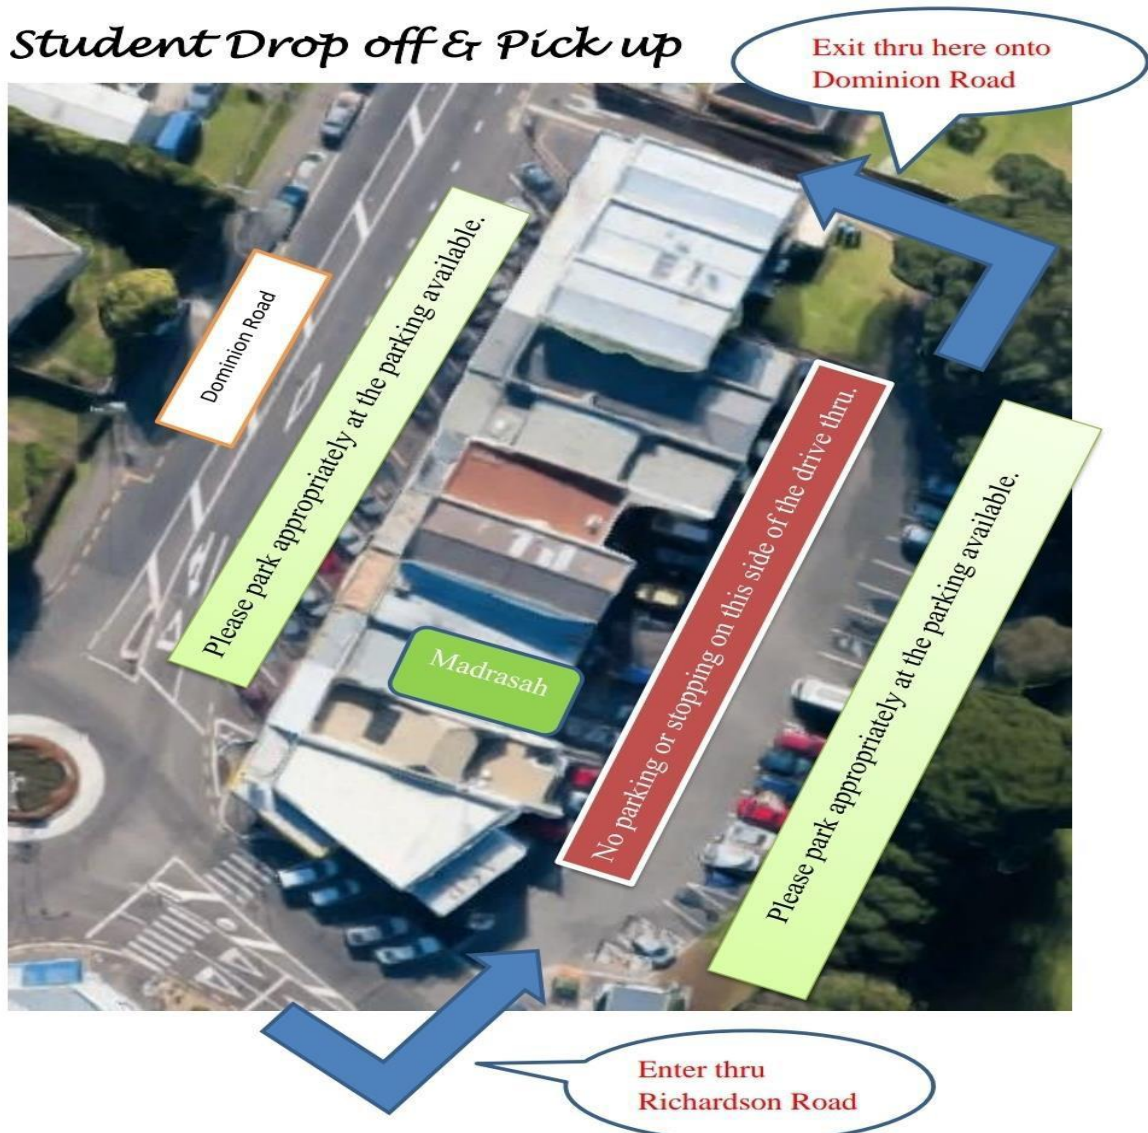 Student Drop off & Pick up
Exit thru here onto
Dominion Road
Dominion Road
Please park appropriately at the parking available.
No parking or stopping on this side of the drive thru.
Please park appropriately at the parking available.
Madrasah
Enter thru
Richardson Road